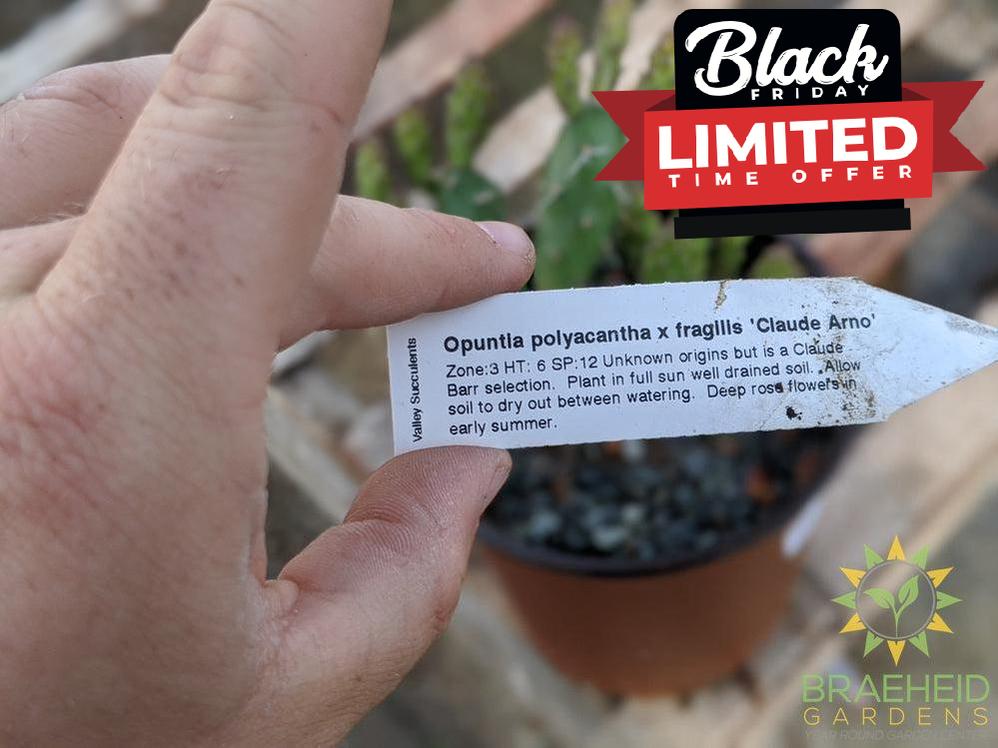 Black
FRIDAY
LIMITED
TIME OFFER
Valley Succulents
Opuntia polyacantha x fragilis 'Claude Arno'
Zone:3 HT: 6 SP:12 Unknown origins but is a Claude
Barr selection. Plant in full sun well drained soil. Allow
soil to dry out between watering. Deep rose flowers in
early summer.
BRAEHEID
GARDENS
YEAR ROUND GARDEN CENTER